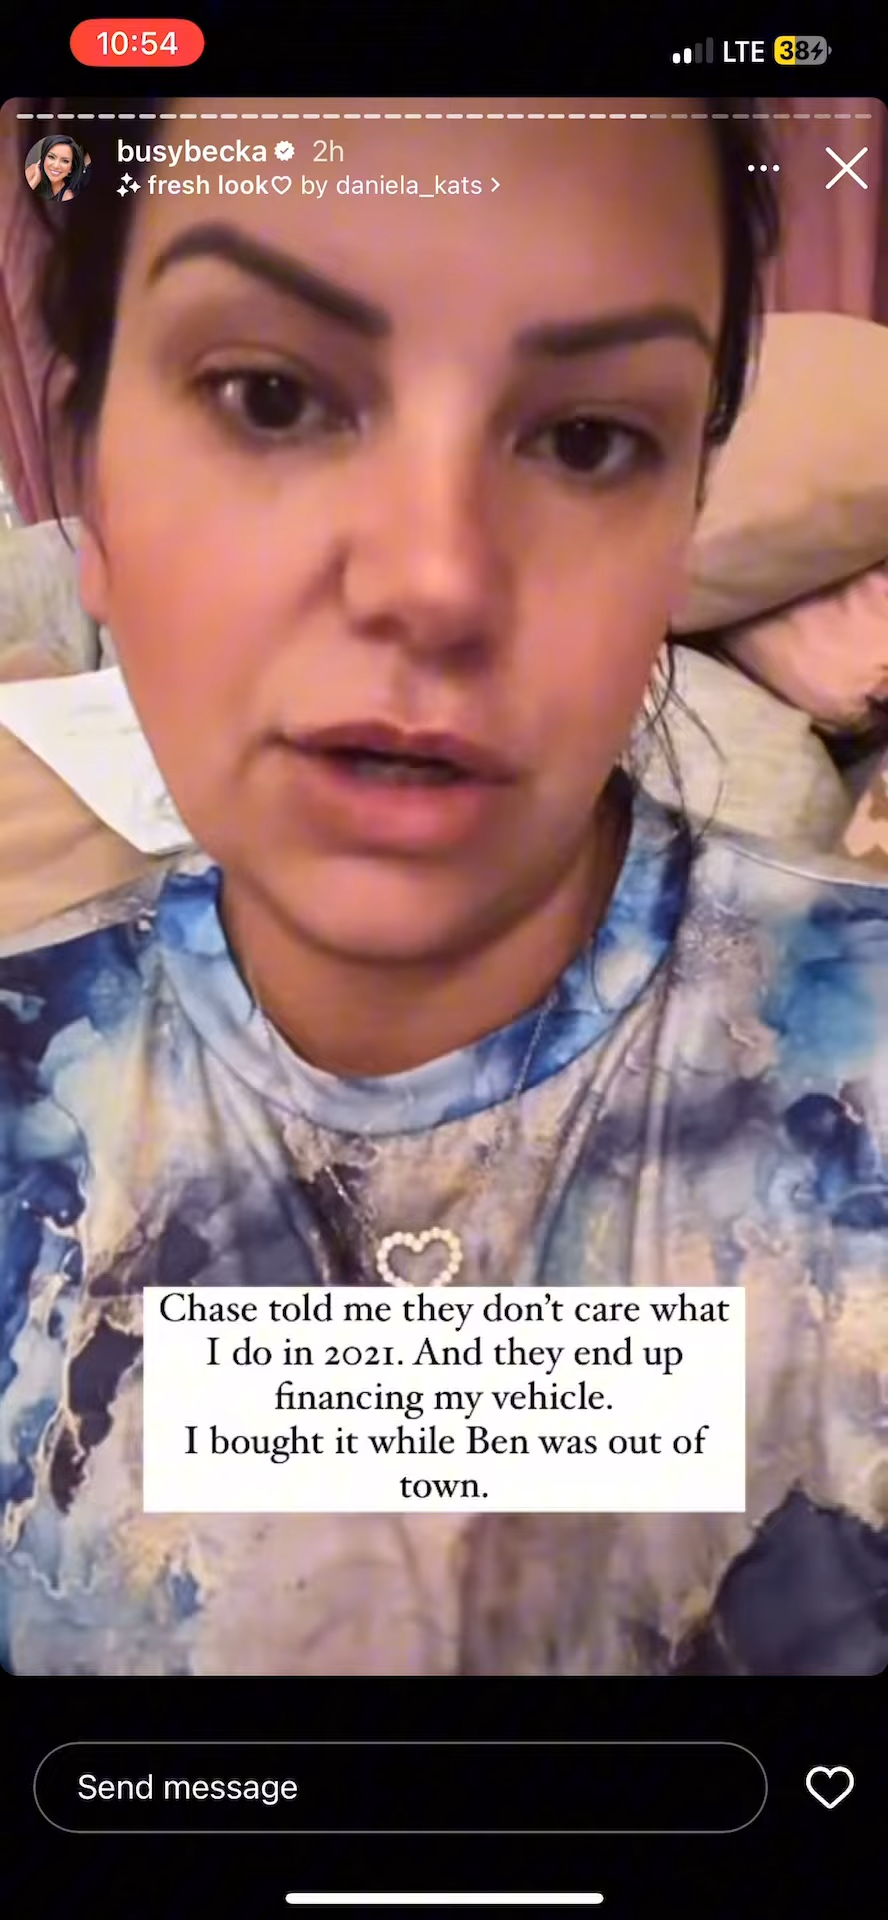 10:54
LTE 38
busybecka 2h
fresh look♡ by daniela_kats >
Chase told me they don’t care what
I do in 2021. And they end up
financing my vehicle.
I bought it while Ben was out of
town.
Send message